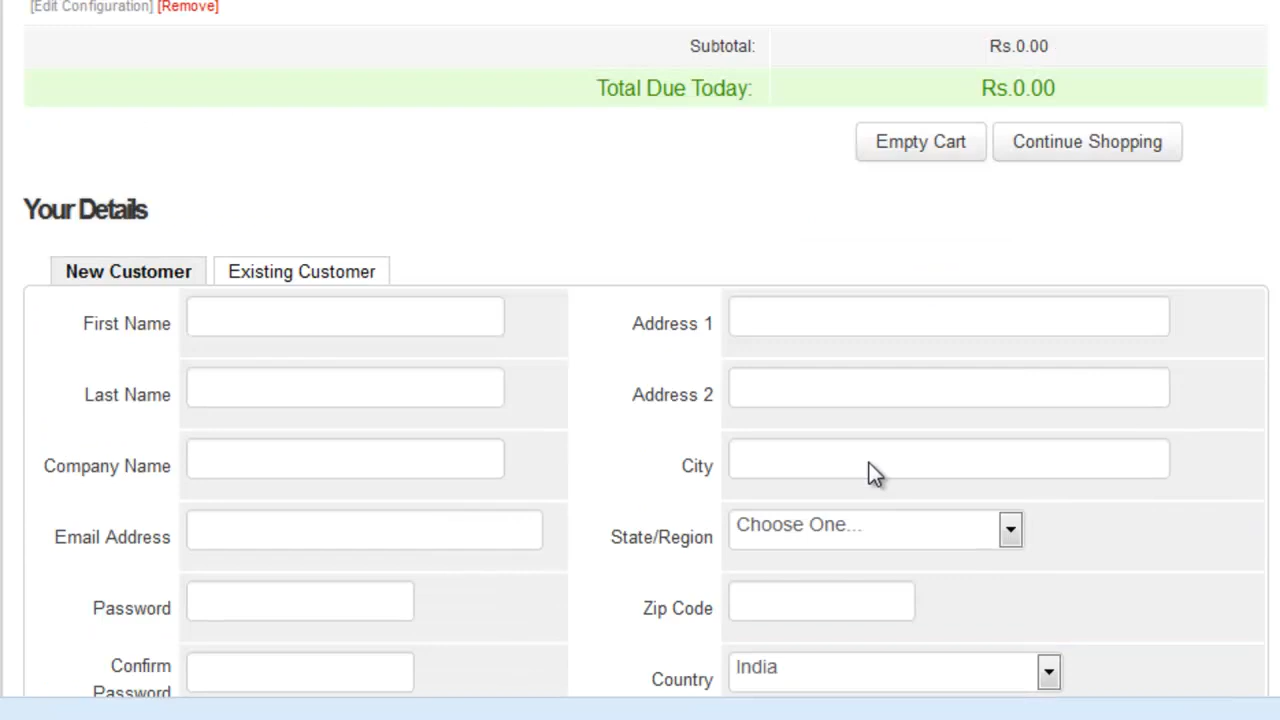 [Edit Configuration] [Remove]
Subtotal: Rs.0.00
Total Due Today: Rs.0.00
Empty Cart Continue Shopping
Your Details
New Customer Existing Customer
First Name Address 1
Last Name Address 2
Company Name City
Email Address State/Region Choose One...
Password Zip Code
Confirm
Password
Country India